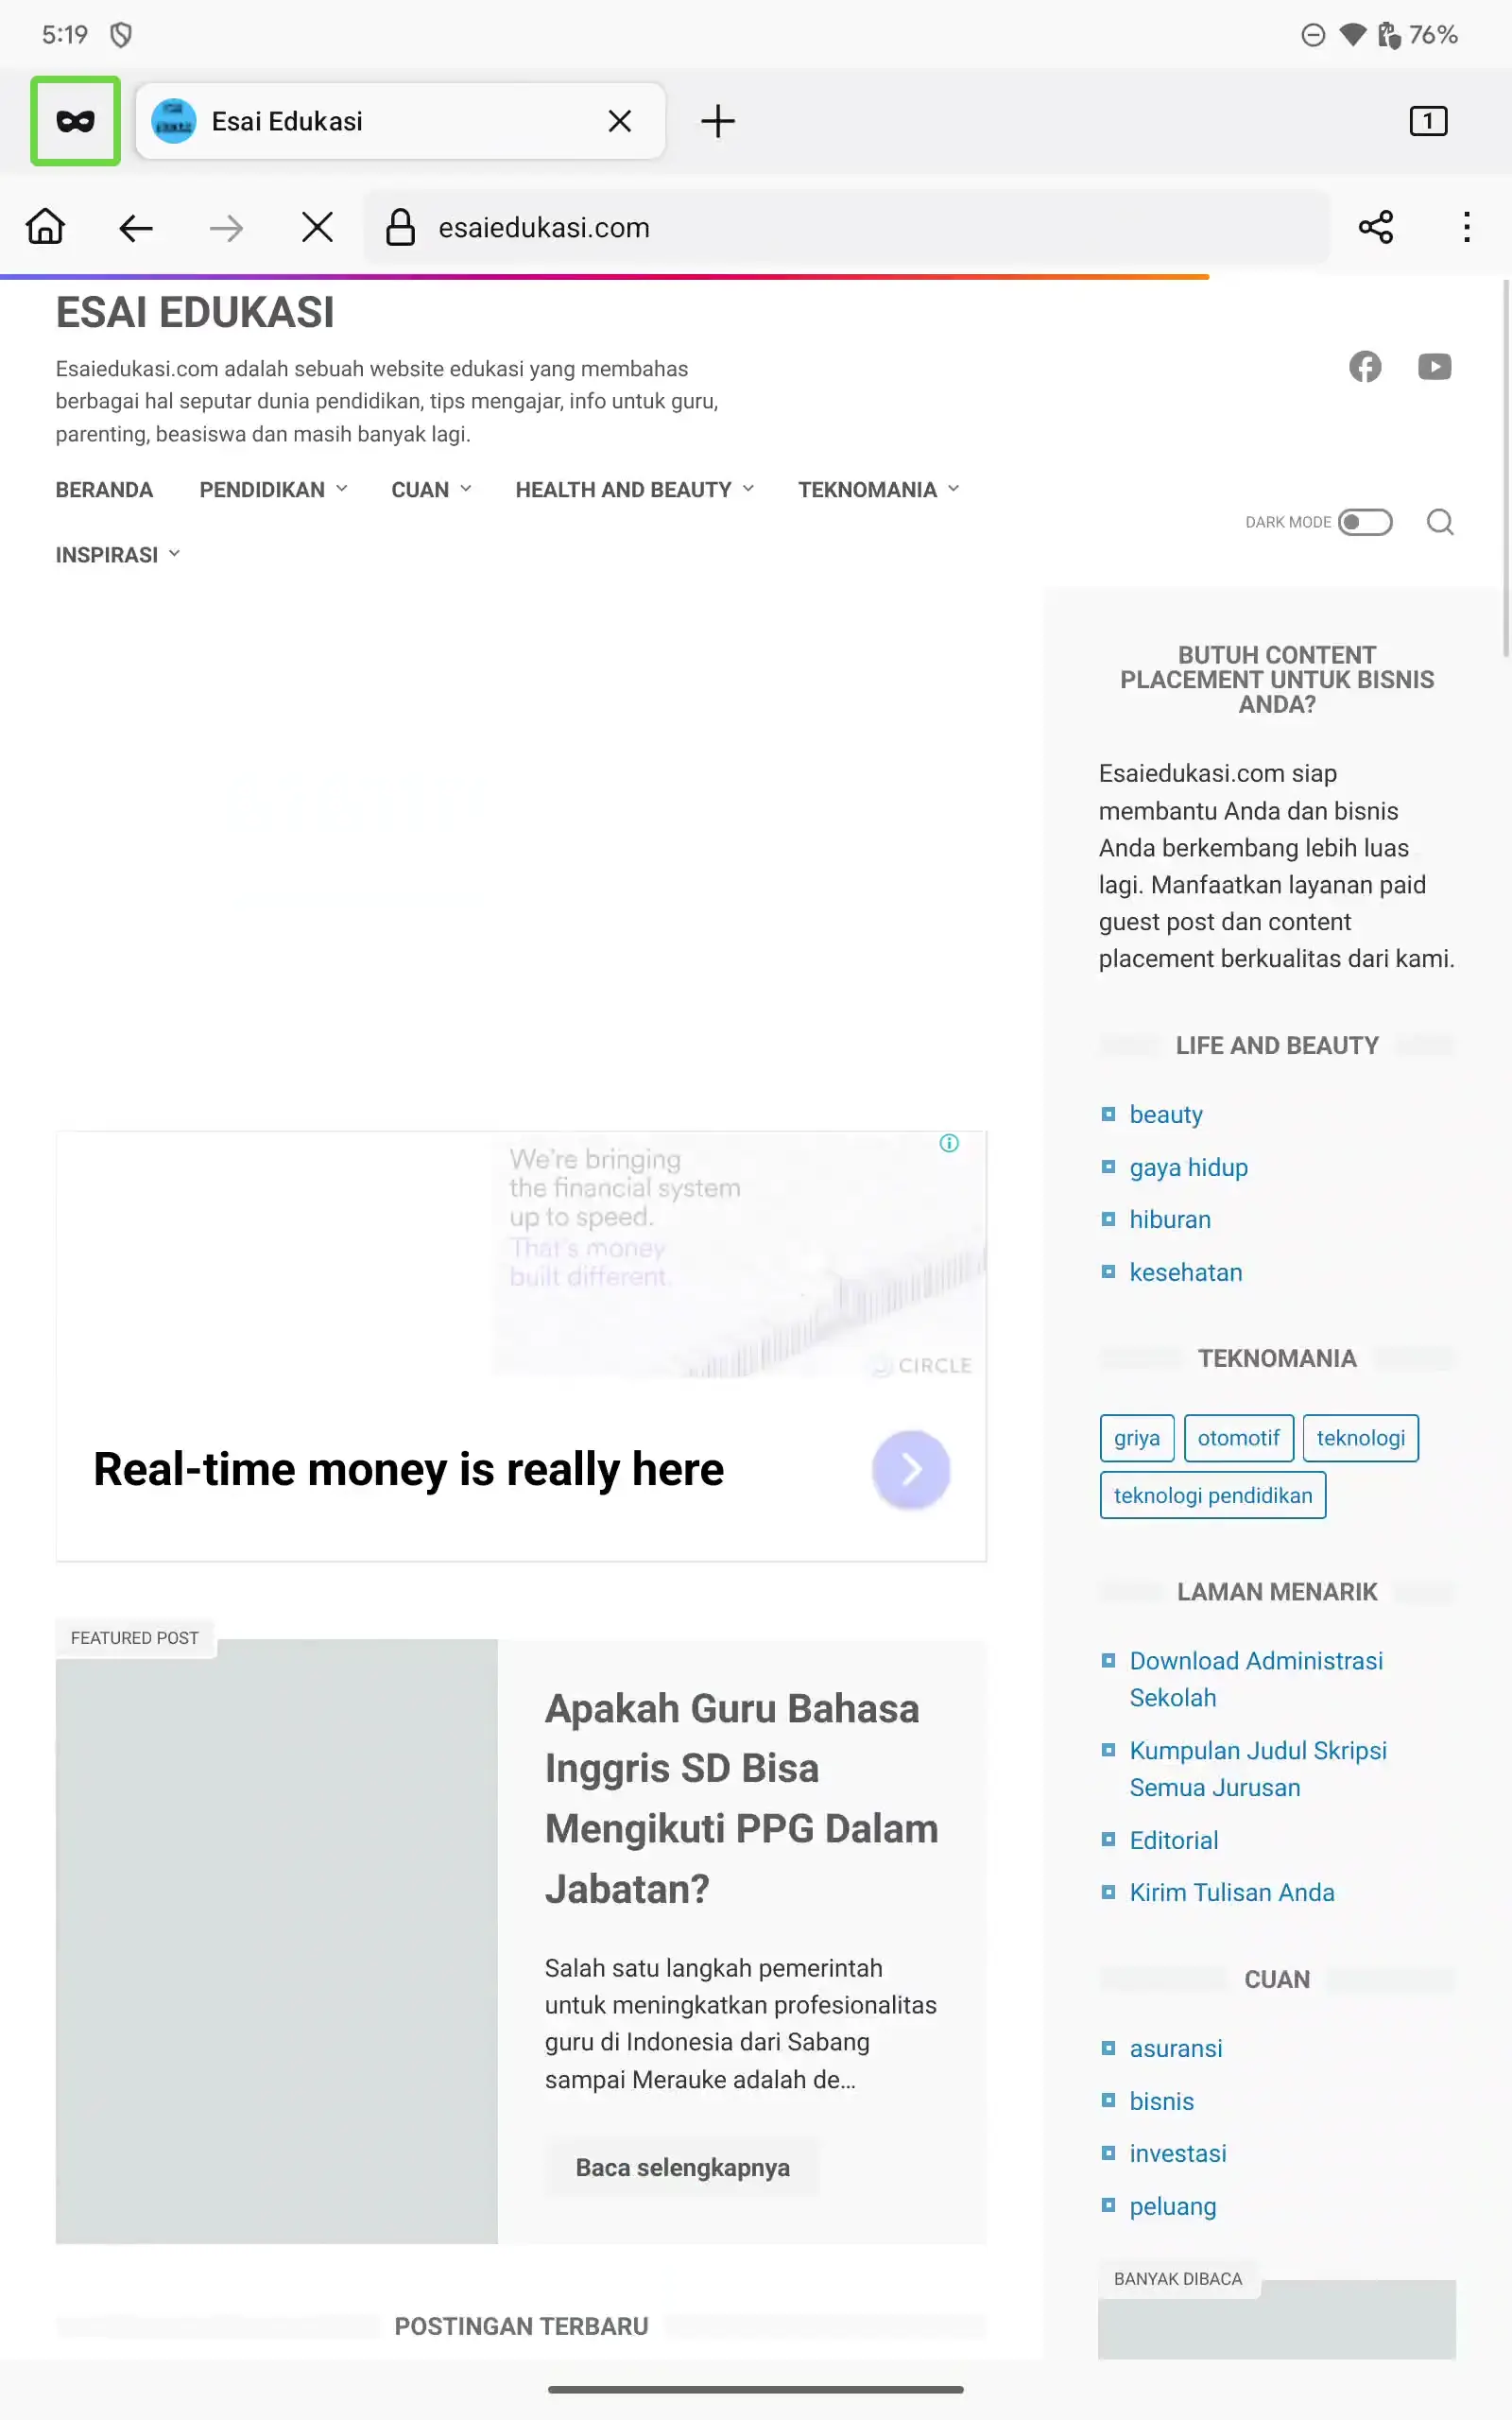 5:19
76%
Esai Edukasi
1
esaiedukasi.com
ESAI EDUKASI
Esaiedukasi.com adalah sebuah website edukasi yang membahas
berbagai hal seputar dunia pendidikan, tips mengajar, info untuk guru,
parenting, beasiswa dan masih banyak lagi.
BERANDA PENDIDIKAN CUAN HEALTH AND BEAUTY TEKNOMANIA
INSPIRASI
DARK MODE
We're bringing
the financial system
up to speed.
That's money
built different.
CIRCLE
Real-time money is really here
FEATURED POST
Apakah Guru Bahasa
Inggris SD Bisa
Mengikuti PPG Dalam
Jabatan?
Salah satu langkah pemerintah
untuk meningkatkan profesionalitas
guru di Indonesia dari Sabang
sampai Merauke adalah de...
Baca selengkapnya
POSTINGAN TERBARU
BUTUH CONTENT
PLACEMENT UNTUK BISNIS
ANDA?
Esaiedukasi.com siap
membantu Anda dan bisnis
Anda berkembang lebih luas
lagi. Manfaatkan layanan paid
guest post dan content
placement berkualitas dari kami.
LIFE AND BEAUTY
beauty
gaya hidup
hiburan
kesehatan
TEKNOMANIA
griya otomotif teknologi
teknologi pendidikan
LAMAN MENARIK
Download Administrasi
Sekolah
Kumpulan Judul Skripsi
Semua Jurusan
Editorial
Kirim Tulisan Anda
CUAN
asuransi
bisnis
investasi
peluang
BANYAK DIBACA